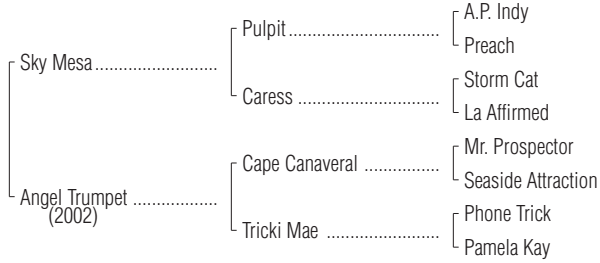 A.P. Indy
Pulpit
Preach
Sky Mesa
Storm Cat
Caress
La Affirmed
Mr. Prospector
Cape Canaveral
Seaside Attraction
Angel Trumpet
(2002)
Phone Trick
Tricki Mae
Pamela Kay